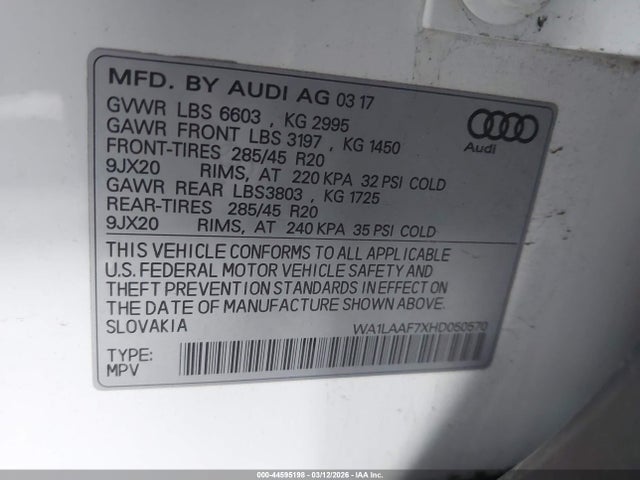 MFD. BY AUDI AG 03 17
GVWR LBS 6603 , KG 2995
GAWR FRONT LBS 3197 , KG 1450
FRONT-TIRES 285/45 R20
9JX20 RIMS, AT 220 KPA 32 PSI COLD
GAWR REAR LBS3803 , KG 1725
REAR-TIRES 285/45 R20
9JX20 RIMS, AT 240 KPA 35 PSI COLD
Audi
THIS VEHICLE CONFORMS TO ALL APPLICABLE
U.S. FEDERAL MOTOR VEHICLE SAFETY AND
THEFT PREVENTION STANDARDS IN EFFECT ON
THE DATE OF MANUFACTURE SHOWN ABOVE.
SLOVAKIA
WA1LAAF7XHD050570
TYPE:
MPV
000-44595198 - 03/12/2026 - IAA Inc.